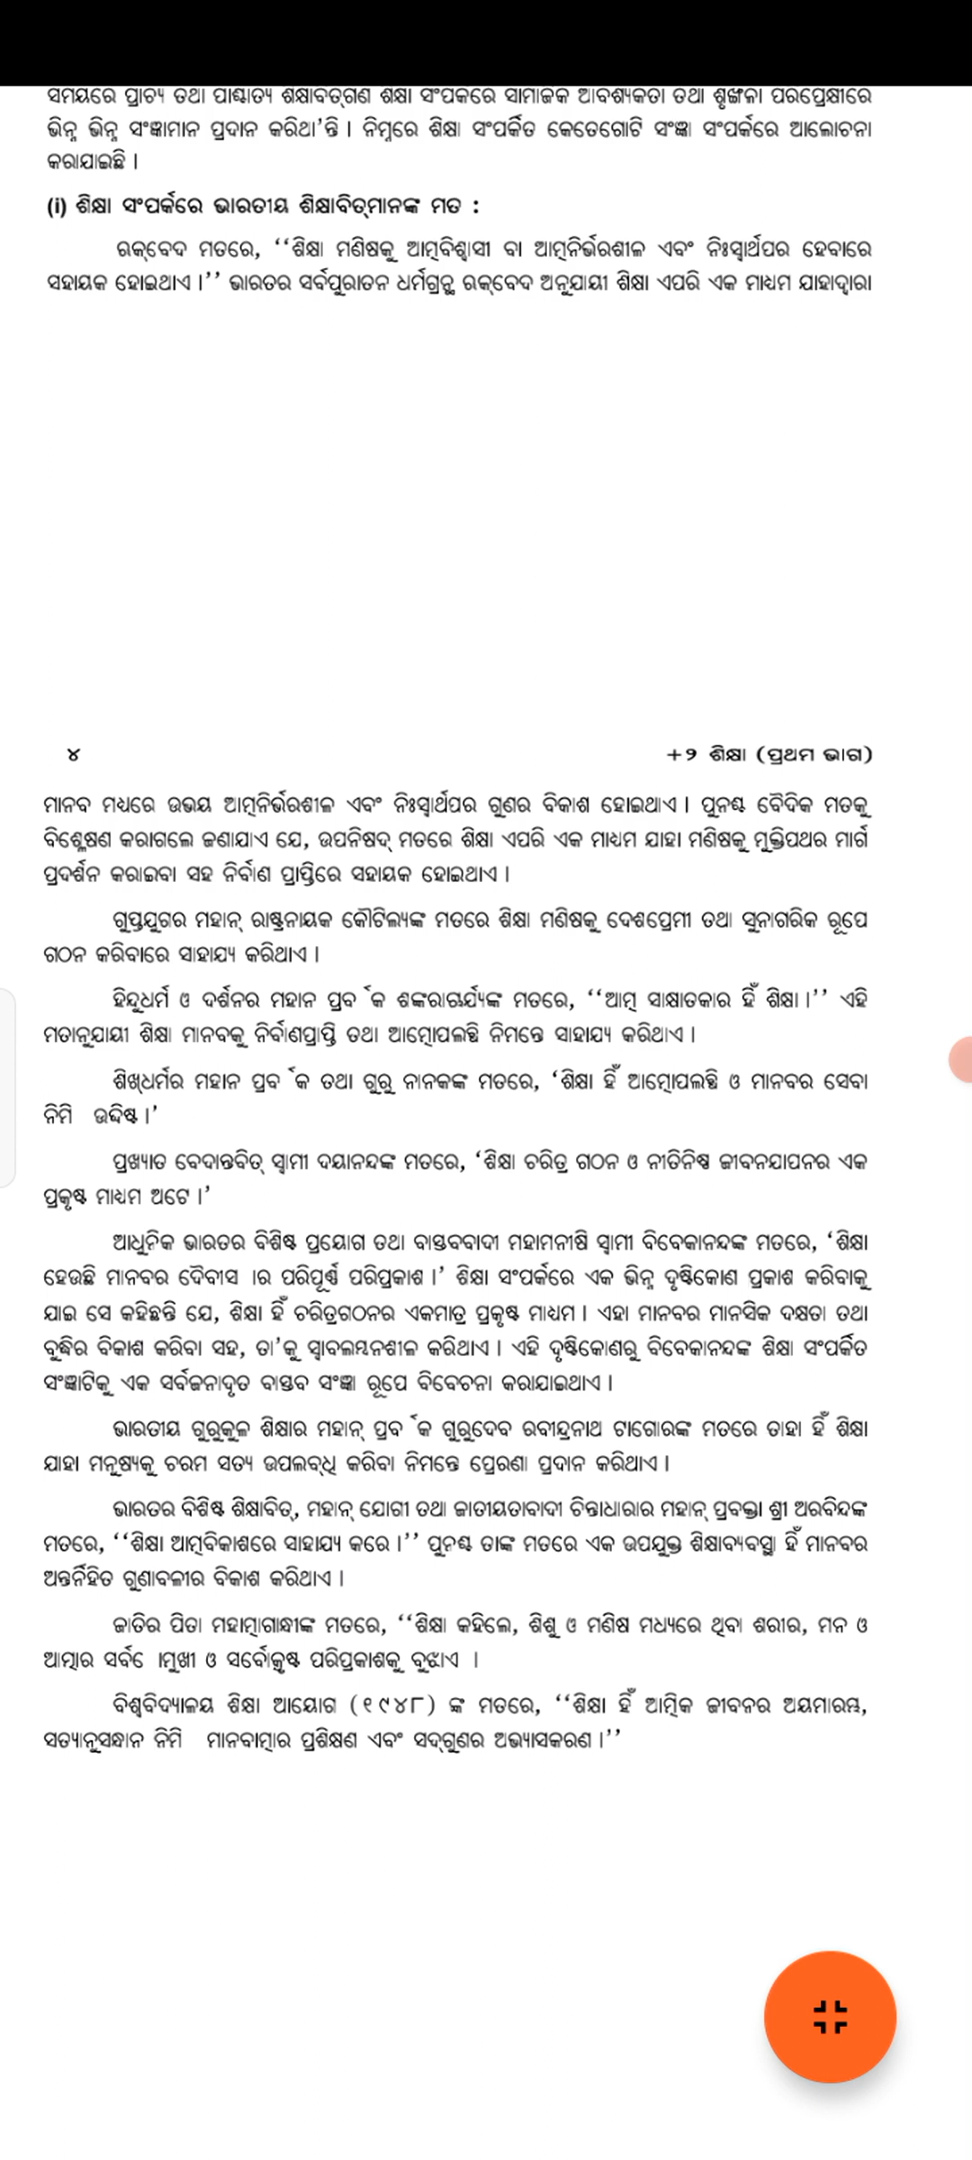 ସମୟରେ ପ୍ରାଚ୍ୟ ତଥା ପାଶ୍ଚାତ୍ୟ ଶିକ୍ଷାବିତ୍‌ଗଣ ଶିକ୍ଷା ସଂପର୍କରେ ସାମାଜିକ ଆବଶ୍ୟକତା ତଥା ଶୃଙ୍ଖଳା ପରିପ୍ରେକ୍ଷୀରେ
ଭିନ୍ନ ଭିନ୍ନ ସଂଜ୍ଞାମାନ ପ୍ରଦାନ କରିଥା’ନ୍ତି । ନିମ୍ନରେ ଶିକ୍ଷା ସଂପର୍କିତ କେତେଗୋଟି ସଂଜ୍ଞା ସଂପର୍କରେ ଆଲୋଚନା
କରାଯାଇଛି ।
(i) ଶିକ୍ଷା ସଂପର୍କରେ ଭାରତୀୟ ଶିକ୍ଷାବିତ୍‌ମାନଙ୍କ ମତ :
ଋକ୍‌ବେଦ ମତରେ, ‘‘ଶିକ୍ଷା ମଣିଷକୁ ଆତ୍ମବିଶ୍ୱାସୀ ବା ଆତ୍ମନିର୍ଭରଶୀଳ ଏବଂ ନିଃସ୍ୱାର୍ଥପର ହେବାରେ
ସହାୟକ ହୋଇଥାଏ ।’’ ଭାରତର ସର୍ବପୁରାତନ ଧର୍ମଗ୍ରନ୍ଥ ଋକ୍‌ବେଦ ଅନୁଯାୟୀ ଶିକ୍ଷା ଏପରି ଏକ ମାଧ୍ୟମ ଯାହାଦ୍ୱାରା
୪
+୨ ଶିକ୍ଷା (ପ୍ରଥମ ଭାଗ)
ମାନବ ମଧ୍ୟରେ ଉଭୟ ଆତ୍ମନିର୍ଭରଶୀଳ ଏବଂ ନିଃସ୍ୱାର୍ଥପର ଗୁଣର ବିକାଶ ହୋଇଥାଏ । ପୁନଶ୍ଚ ବୈଦିକ ମତକୁ
ବିଶ୍ଳେଷଣ କରାଗଲେ ଜଣାଯାଏ ଯେ, ଉପନିଷଦ୍ ମତରେ ଶିକ୍ଷା ଏପରି ଏକ ମାଧ୍ୟମ ଯାହା ମଣିଷକୁ ମୁକ୍ତିପଥର ମାର୍ଗ
ପ୍ରଦର୍ଶନ କରାଇବା ସହ ନିର୍ବାଣ ପ୍ରାପ୍ତିରେ ସହାୟକ ହୋଇଥାଏ ।
ଗୁପ୍ତଯୁଗର ମହାନ୍ ରାଷ୍ଟ୍ରନାୟକ କୌଟିଲ୍ୟଙ୍କ ମତରେ ଶିକ୍ଷା ମଣିଷକୁ ଦେଶପ୍ରେମୀ ତଥା ସୁନାଗରିକ ରୂପେ
ଗଠନ କରିବାରେ ସାହାଯ୍ୟ କରିଥାଏ ।
ହିନ୍ଦୁଧର୍ମ ଓ ଦର୍ଶନର ମହାନ ପ୍ରବ ର୍କ ଶଙ୍କରାଚାର୍ଯ୍ୟଙ୍କ ମତରେ, ‘‘ଆତ୍ମ ସାକ୍ଷାତକାର ହିଁ ଶିକ୍ଷା ।’’ ଏହି
ମତାନୁଯାୟୀ ଶିକ୍ଷା ମାନବକୁ ନିର୍ବାଣପ୍ରାପ୍ତି ତଥା ଆତ୍ମୋପଲବ୍ଧି ନିମନ୍ତେ ସାହାଯ୍ୟ କରିଥାଏ ।
ଶିଖ୍‌ଧର୍ମର ମହାନ ପ୍ରବ ର୍କ ତଥା ଗୁରୁ ନାନକଙ୍କ ମତରେ, ‘ଶିକ୍ଷା ହିଁ ଆତ୍ମୋପଲବ୍ଧି ଓ ମାନବର ସେବା
ନିମି ଉଦ୍ଦିଷ୍ଟ ।’
ପ୍ରଖ୍ୟାତ ବେଦାନ୍ତବିତ୍ ସ୍ୱାମୀ ଦୟାନନ୍ଦଙ୍କ ମତରେ, ‘ଶିକ୍ଷା ଚରିତ୍ର ଗଠନ ଓ ନୀତିନିଷ୍ଠ ଜୀବନଯାପନର ଏକ
ପ୍ରକୃଷ୍ଟ ମାଧ୍ୟମ ଅଟେ ।’
ଆଧୁନିକ ଭାରତର ବିଶିଷ୍ଟ ପ୍ରୟୋଗ ତଥା ବାସ୍ତବବାଦୀ ମହାମନୀଷି ସ୍ୱାମୀ ବିବେକାନନ୍ଦଙ୍କ ମତରେ, ‘ଶିକ୍ଷା
ହେଉଛି ମାନବର ଦୈବୀସ ାର ପରିପୂର୍ଣ୍ଣ ପରିପ୍ରକାଶ ।’ ଶିକ୍ଷା ସଂପର୍କରେ ଏକ ଭିନ୍ନ ଦୃଷ୍ଟିକୋଣ ପ୍ରକାଶ କରିବାକୁ
ଯାଇ ସେ କହିଛନ୍ତି ଯେ, ଶିକ୍ଷା ହିଁ ଚରିତ୍ରଗଠନର ଏକମାତ୍ର ପ୍ରକୃଷ୍ଟ ମାଧ୍ୟମ । ଏହା ମାନବର ମାନସିକ ଦକ୍ଷତା ତଥା
ବୁଦ୍ଧିର ବିକାଶ କରିବା ସହ, ତା’କୁ ସ୍ୱାବଲମ୍ବନଶୀଳ କରିଥାଏ । ଏହି ଦୃଷ୍ଟିକୋଣରୁ ବିବେକାନନ୍ଦଙ୍କ ଶିକ୍ଷା ସଂପର୍କିତ
ସଂଜ୍ଞାଟିକୁ ଏକ ସର୍ବଜନାଦୃତ ବାସ୍ତବ ସଂଜ୍ଞା ରୂପେ ବିବେଚନା କରାଯାଇଥାଏ ।
ଭାରତୀୟ ଗୁରୁକୁଳ ଶିକ୍ଷାର ମହାନ୍ ପ୍ରବ ର୍କ ଗୁରୁଦେବ ରବୀନ୍ଦ୍ରନାଥ ଟାଗୋରଙ୍କ ମତରେ ତାହା ହିଁ ଶିକ୍ଷା
ଯାହା ମନୁଷ୍ୟକୁ ଚରମ ସତ୍ୟ ଉପଲବ୍‌ଧି କରିବା ନିମନ୍ତେ ପ୍ରେରଣା ପ୍ରଦାନ କରିଥାଏ ।
ଭାରତର ବିଶିଷ୍ଟ ଶିକ୍ଷାବିତ୍, ମହାନ୍ ଯୋଗୀ ତଥା ଜାତୀୟତାବାଦୀ ଚିନ୍ତାଧାରାର ମହାନ୍ ପ୍ରବକ୍ତା ଶ୍ରୀ ଅରବିନ୍ଦଙ୍କ
ମତରେ, ‘‘ଶିକ୍ଷା ଆତ୍ମବିକାଶରେ ସାହାଯ୍ୟ କରେ ।’’ ପୁନଶ୍ଚ ତାଙ୍କ ମତରେ ଏକ ଉପଯୁକ୍ତ ଶିକ୍ଷାବ୍ୟବସ୍ଥା ହିଁ ମାନବର
ଅନ୍ତର୍ନିହିତ ଗୁଣାବଳୀର ବିକାଶ କରିଥାଏ ।
ଜାତିର ପିତା ମହାତ୍ମାଗାନ୍ଧୀଙ୍କ ମତରେ, ‘‘ଶିକ୍ଷା କହିଲେ, ଶିଶୁ ଓ ମଣିଷ ମଧ୍ୟରେ ଥିବା ଶରୀର, ମନ ଓ
ଆତ୍ମାର ସର୍ବେ ାମୁଖୀ ଓ ସର୍ବୋତ୍କୃଷ୍ଟ ପରିପ୍ରକାଶକୁ ବୁଝାଏ ।
ବିଶ୍ୱବିଦ୍ୟାଳୟ ଶିକ୍ଷା ଆୟୋଗ (୧୯୪୮) ଙ୍କ ମତରେ, ‘‘ଶିକ୍ଷା ହିଁ ଆତ୍ମିକ ଜୀବନର ଅୟମାରମ୍ଭ,
ସତ୍ୟାନୁସନ୍ଧାନ ନିମି ମାନବାତ୍ମାର ପ୍ରଶିକ୍ଷଣ ଏବଂ ସଦ୍‌ଗୁଣର ଅଭ୍ୟାସକରଣ ।’’